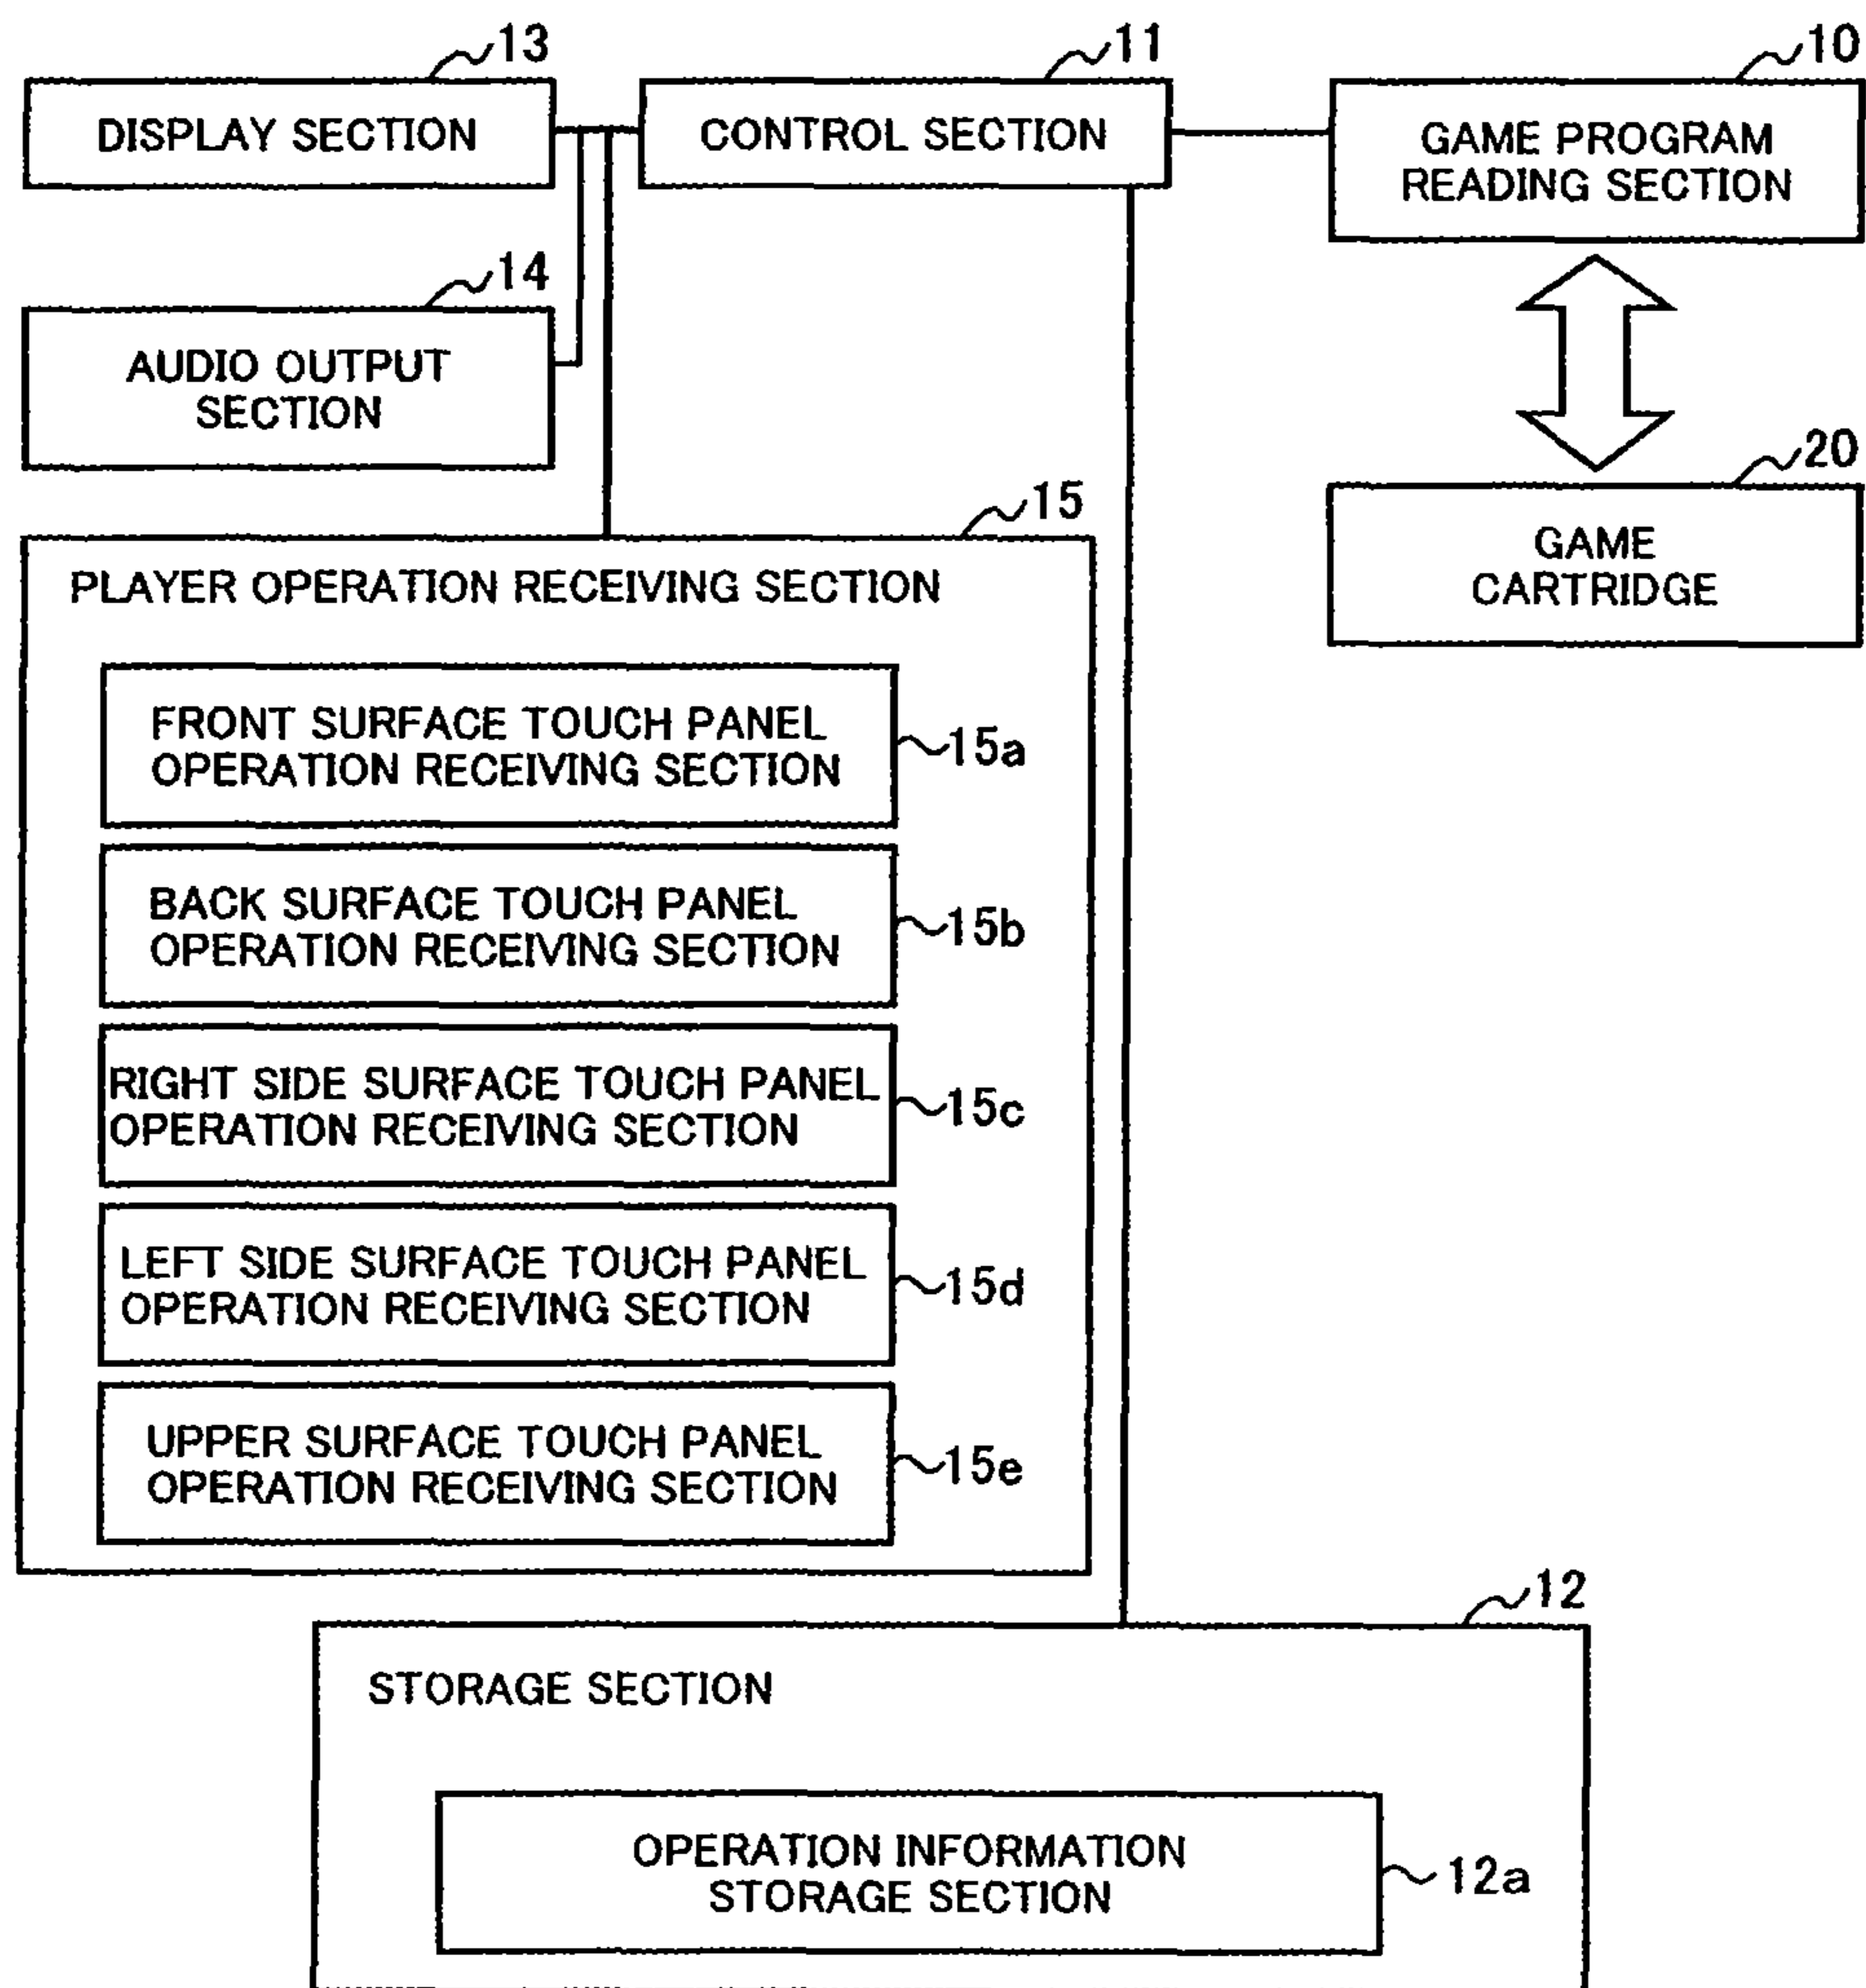 13
11
10
DISPLAY SECTION
CONTROL SECTION
GAME PROGRAM
READING SECTION
14
AUDIO OUTPUT
SECTION
20
GAME
CARTRIDGE
15
PLAYER OPERATION RECEIVING SECTION
FRONT SURFACE TOUCH PANEL
OPERATION RECEIVING SECTION
15a
BACK SURFACE TOUCH PANEL
OPERATION RECEIVING SECTION
15b
RIGHT SIDE SURFACE TOUCH PANEL
OPERATION RECEIVING SECTION
15c
LEFT SIDE SURFACE TOUCH PANEL
OPERATION RECEIVING SECTION
15d
UPPER SURFACE TOUCH PANEL
OPERATION RECEIVING SECTION
15e
12
STORAGE SECTION
OPERATION INFORMATION
STORAGE SECTION
12a